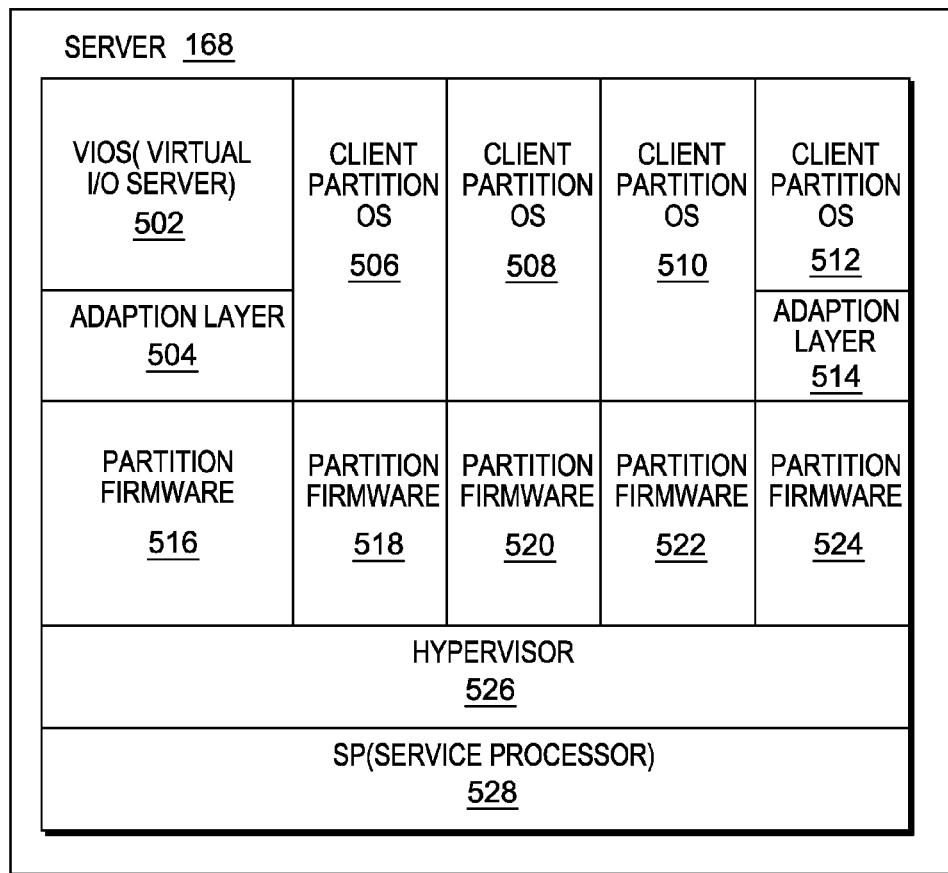 SERVER 168
VIOS( VIRTUAL
I/O SERVER)
502
ADAPTION LAYER
504
CLIENT
PARTITION
OS
506
CLIENT
PARTITION
OS
508
CLIENT
PARTITION
OS
510
CLIENT
PARTITION
OS
512
ADAPTION
LAYER
514
PARTITION
FIRMWARE
516
PARTITION
FIRMWARE
518
PARTITION
FIRMWARE
520
PARTITION
FIRMWARE
522
PARTITION
FIRMWARE
524
HYPERVISOR
526
SP(SERVICE PROCESSOR)
528